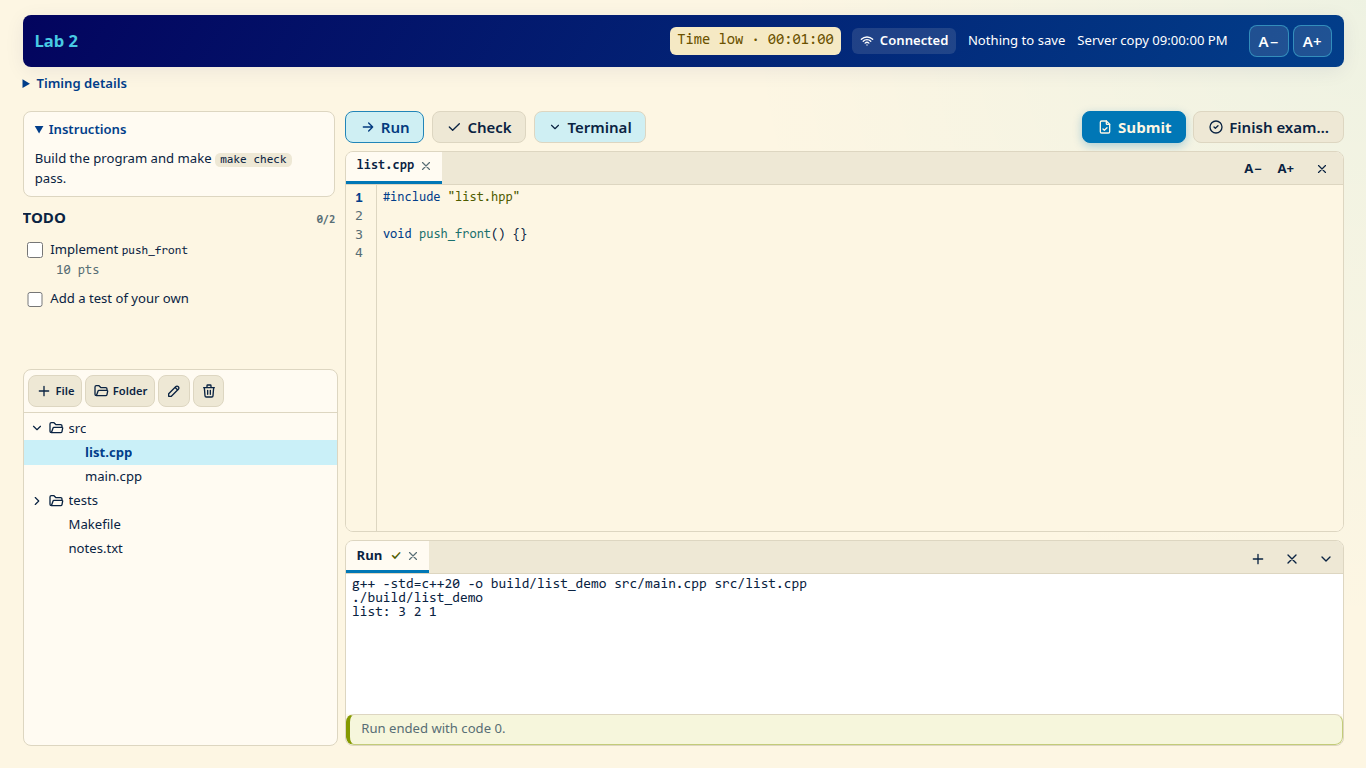 Lab 2
Time low · 00:01:00
Connected
Nothing to save
Server copy 09:00:00 PM
A−
A+
Timing details
Instructions
Build the program and make make check
pass.
TODO
0/2
Implement push_front
10 pts
Add a test of your own
File
Folder
src
list.cpp
main.cpp
tests
Makefile
notes.txt
Run
Check
Terminal
Submit
Finish exam...
list.cpp
A−
A+
1 #include "list.hpp"
2
3 void push_front() {}
4
Run
g++ -std=c++20 -o build/list_demo src/main.cpp src/list.cpp
./build/list_demo
list: 3 2 1
Run ended with code 0.